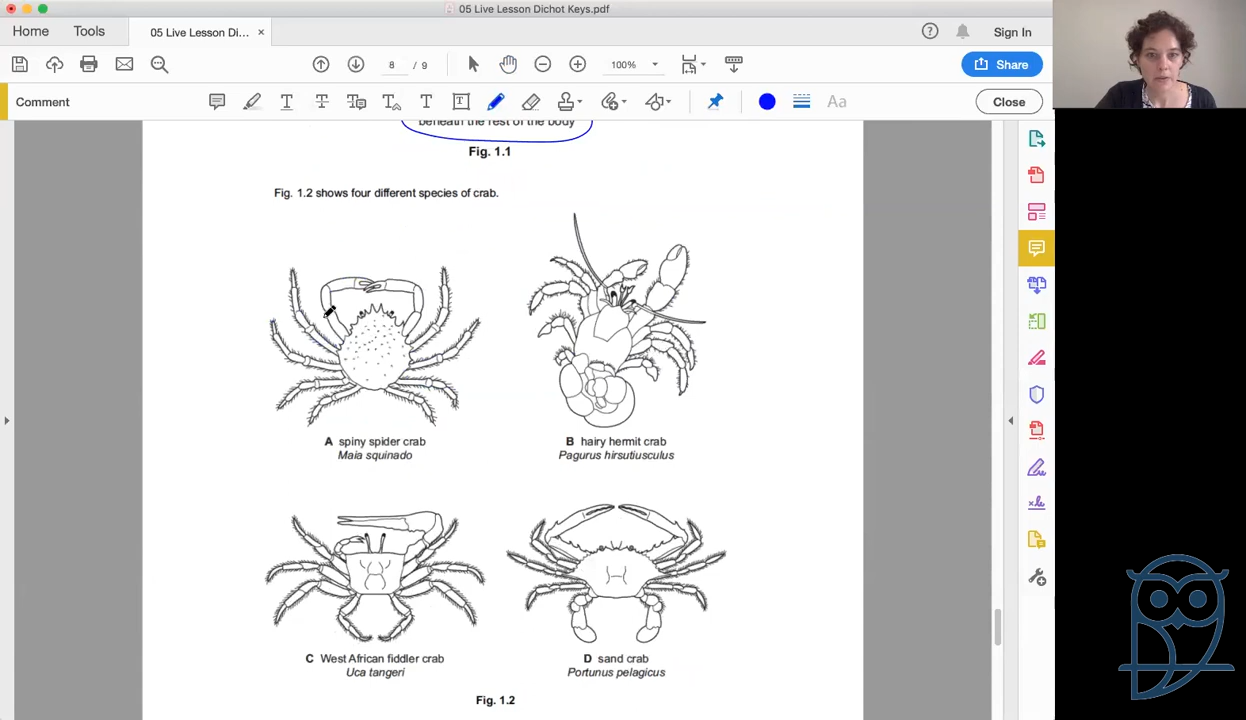 05 Live Lesson Dichot Keys.pdf
Home Tools 05 Live Lesson Di... × Sign In
8 / 9 100% Share
Comment Aa Close
beneath the rest of the body
Fig. 1.1
Fig. 1.2 shows four different species of crab.
A spiny spider crab
Maia squinado
B hairy hermit crab
Pagurus hirsutiusculus
C West African fiddler crab
Uca tangeri
D sand crab
Portunus pelagicus
Fig. 1.2